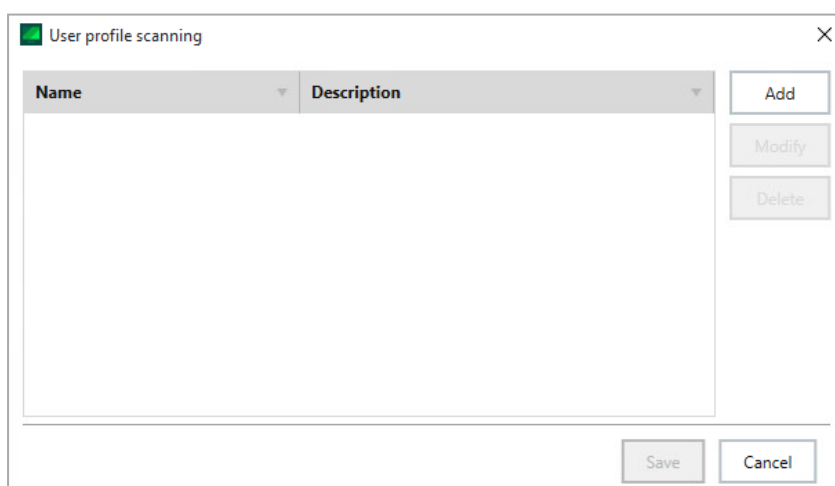 User profile scanning
Name Description
Add
Modify
Delete
Save Cancel